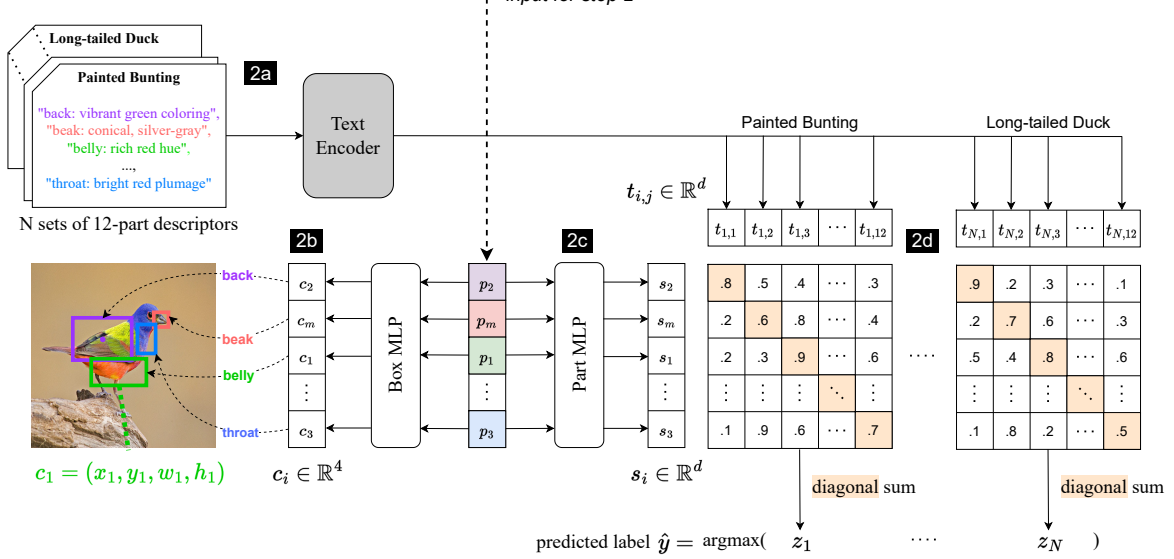 input for step 2
Long-tailed Duck
Painted Bunting
2a
"back: vibrant green coloring",
"beak: conical, silver-gray",
"belly: rich red hue",
...,
"throat: bright red plumage"
N sets of 12-part descriptors
Text
Encoder
Painted Bunting
Long-tailed Duck
t_{i,j} ∈ ℝ^d
t_{1,1} t_{1,2} t_{1,3} ⋯ t_{1,12}
2d
t_{N,1} t_{N,2} t_{N,3} ⋯ t_{N,12}
2b
2c
back
beak
belly
throat
c_2
c_m
c_1
⋮
c_3
Box MLP
p_2
p_m
p_1
⋮
p_3
Part MLP
s_2
s_m
s_1
⋮
s_3
.8 .5 .4 ⋯ .3
.2 .6 .8 ⋯ .4
.2 .3 .9 ⋯ .6
⋮ ⋮ ⋮ ⋱ ⋮
.1 .9 .6 ⋯ .7
....
.9 .2 .3 ⋯ .1
.2 .7 .6 ⋯ .3
.5 .4 .8 ⋯ .6
⋮ ⋮ ⋮ ⋱ ⋮
.1 .8 .2 ⋯ .5
c_1 = (x_1, y_1, w_1, h_1)
c_i ∈ ℝ^4
s_i ∈ ℝ^d
diagonal sum
diagonal sum
predicted label ŷ = argmax( z_1 .... z_N )